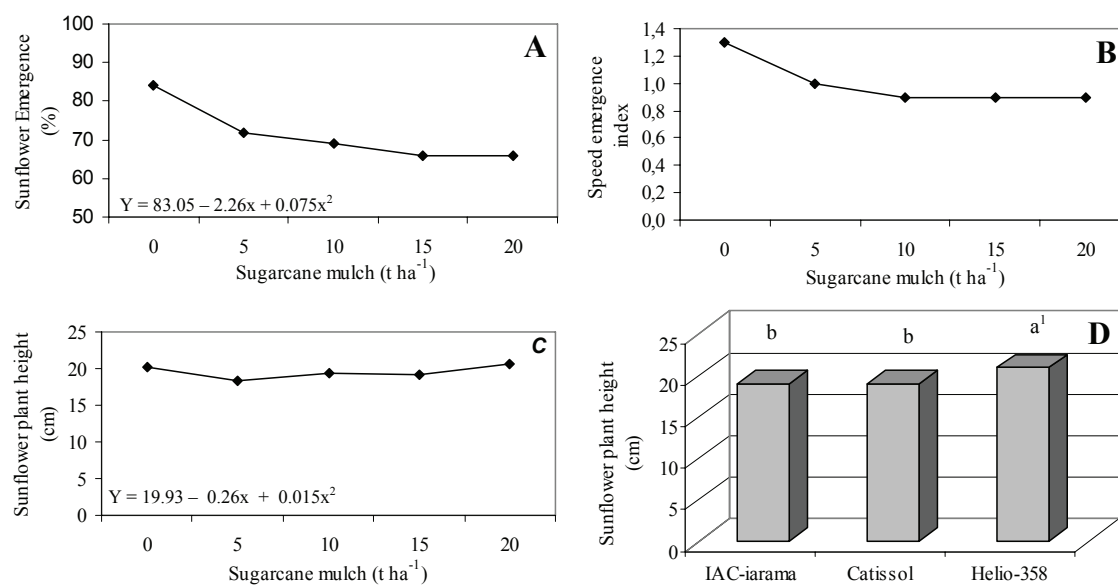 A
Sunflower Emergence
(%)
100
90
80
70
60
50
Y = 83.05 – 2.26x + 0.075x²
0 5 10 15 20
Sugarcane mulch (t ha⁻¹)
B
Speed emergence
index
1,4
1,2
1,0
0,8
0,6
0,4
0,2
0,0
0 5 10 15 20
Sugarcane mulch (t ha⁻¹)
C
Sunflower plant height
(cm)
25
20
15
10
5
0
Y = 19.93 – 0.26x + 0.015x²
0 5 10 15 20
Sugarcane mulch (t ha⁻¹)
D
Sunflower plant height
(cm)
25
20
15
10
5
0
b b a¹
IAC-iarama Catissol Helio-358